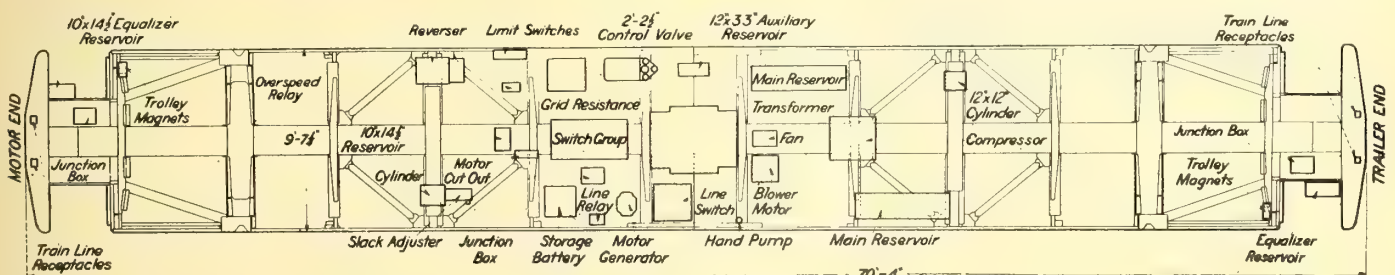 10"x14½" Equalizer
Reservoir
Reverser
Limit Switches
2'-2½"
Control Valve
12"x33" Auxiliary
Reservoir
Train Line
Receptacles
MOTOR END
Trolley
Magnets
Junction
Box
Overspeed
Relay
9'-7⅞"
10"x14½"
Reservoir
Cylinder
Motor
Cut Out
Grid Resistance
Switch Group
Line
Relay
Line
Switch
Main Reservoir
Transformer
Fan
Blower
Motor
12"x12"
Cylinder
Compressor
Junction Box
Trolley
Magnets
TRAILER END
Train Line
Receptacles
Slack Adjuster
Junction
Box
Storage
Battery
Motor
Generator
Hand Pump
Main Reservoir
Equalizer
Reservoir
70'-4"